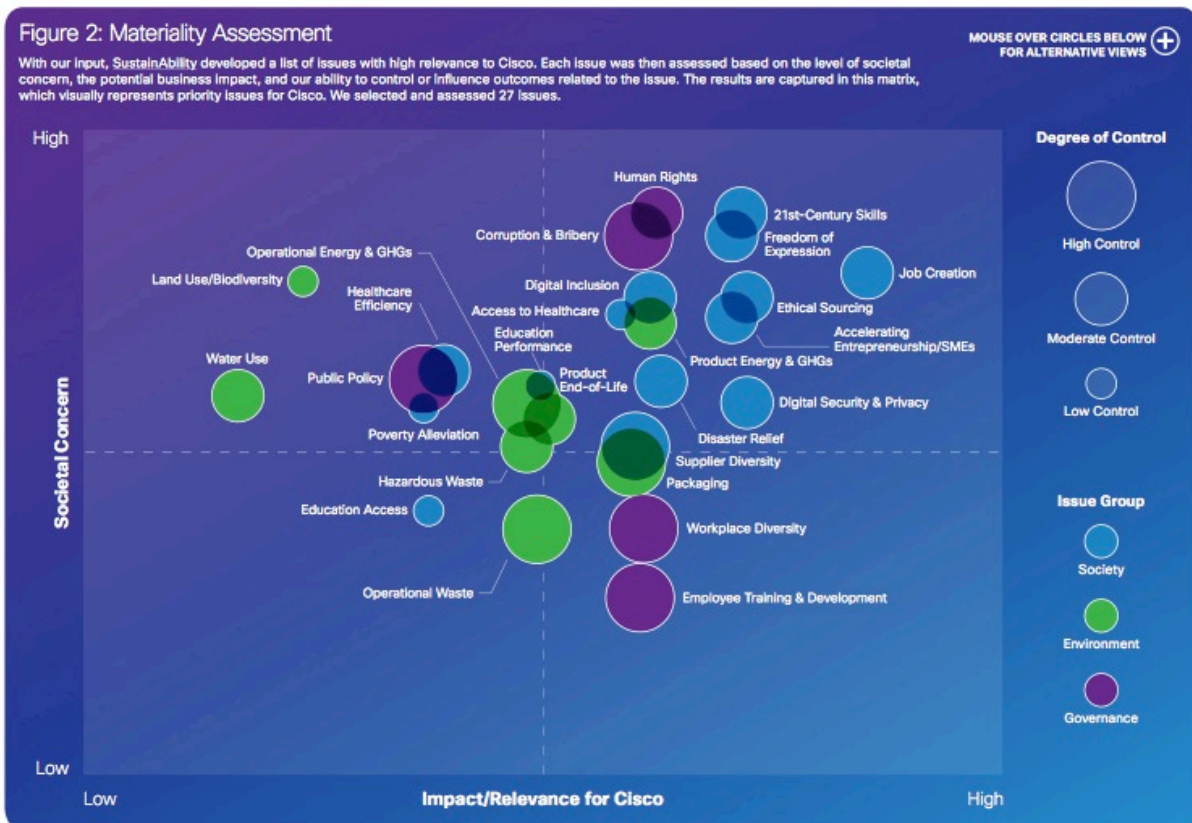 Figure 2: Materiality Assessment
MOUSE OVER CIRCLES BELOW
FOR ALTERNATIVE VIEWS
With our input, SustainAbility developed a list of issues with high relevance to Cisco. Each issue was then assessed based on the level of societal
concern, the potential business impact, and our ability to control or influence outcomes related to the issue. The results are captured in this matrix,
which visually represents priority issues for Cisco. We selected and assessed 27 issues.
High
Societal Concern
Low
Low
Impact/Relevance for Cisco
High
Human Rights
Corruption & Bribery
21st-Century Skills
Freedom of
Expression
Operational Energy & GHGs
Land Use/Biodiversity
Job Creation
Digital Inclusion
Healthcare
Efficiency
Access to Healthcare
Ethical Sourcing
Education
Performance
Accelerating
Entrepreneurship/SMEs
Water Use
Product Energy & GHGs
Public Policy
Product
End-of-Life
Digital Security & Privacy
Poverty Alleviation
Disaster Relief
Supplier Diversity
Hazardous Waste
Packaging
Education Access
Workplace Diversity
Operational Waste
Employee Training & Development
Degree of Control
High Control
Moderate Control
Low Control
Issue Group
Society
Environment
Governance